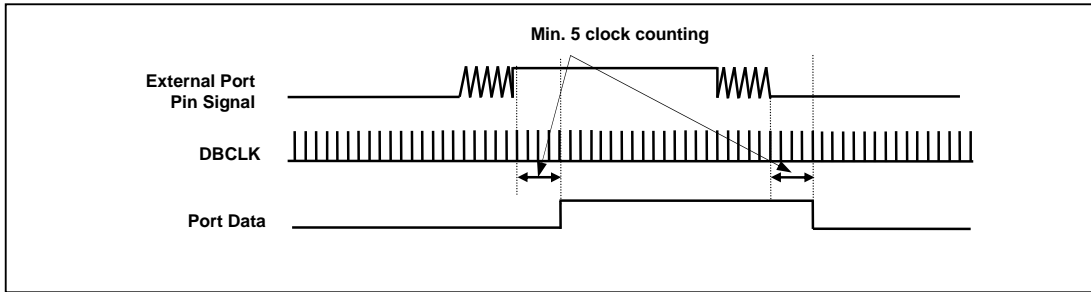 Min. 5 clock counting
External Port
Pin Signal
DBCLK
Port Data